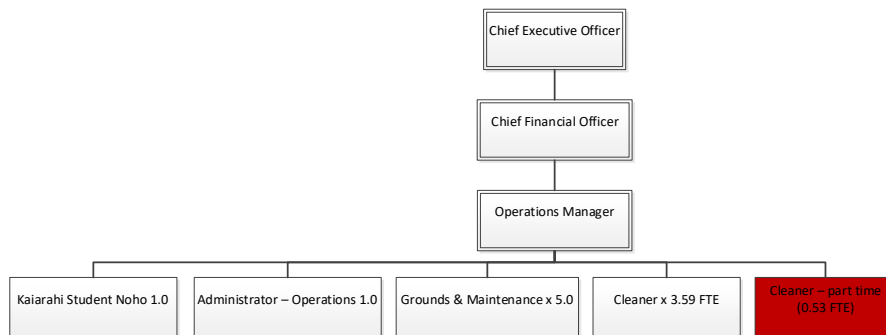 Chief Executive Officer
Chief Financial Officer
Operations Manager
Kaiarahi Student Noho 1.0
Administrator – Operations 1.0
Grounds & Maintenance x 5.0
Cleaner x 3.59 FTE
Cleaner – part time
(0.53 FTE)